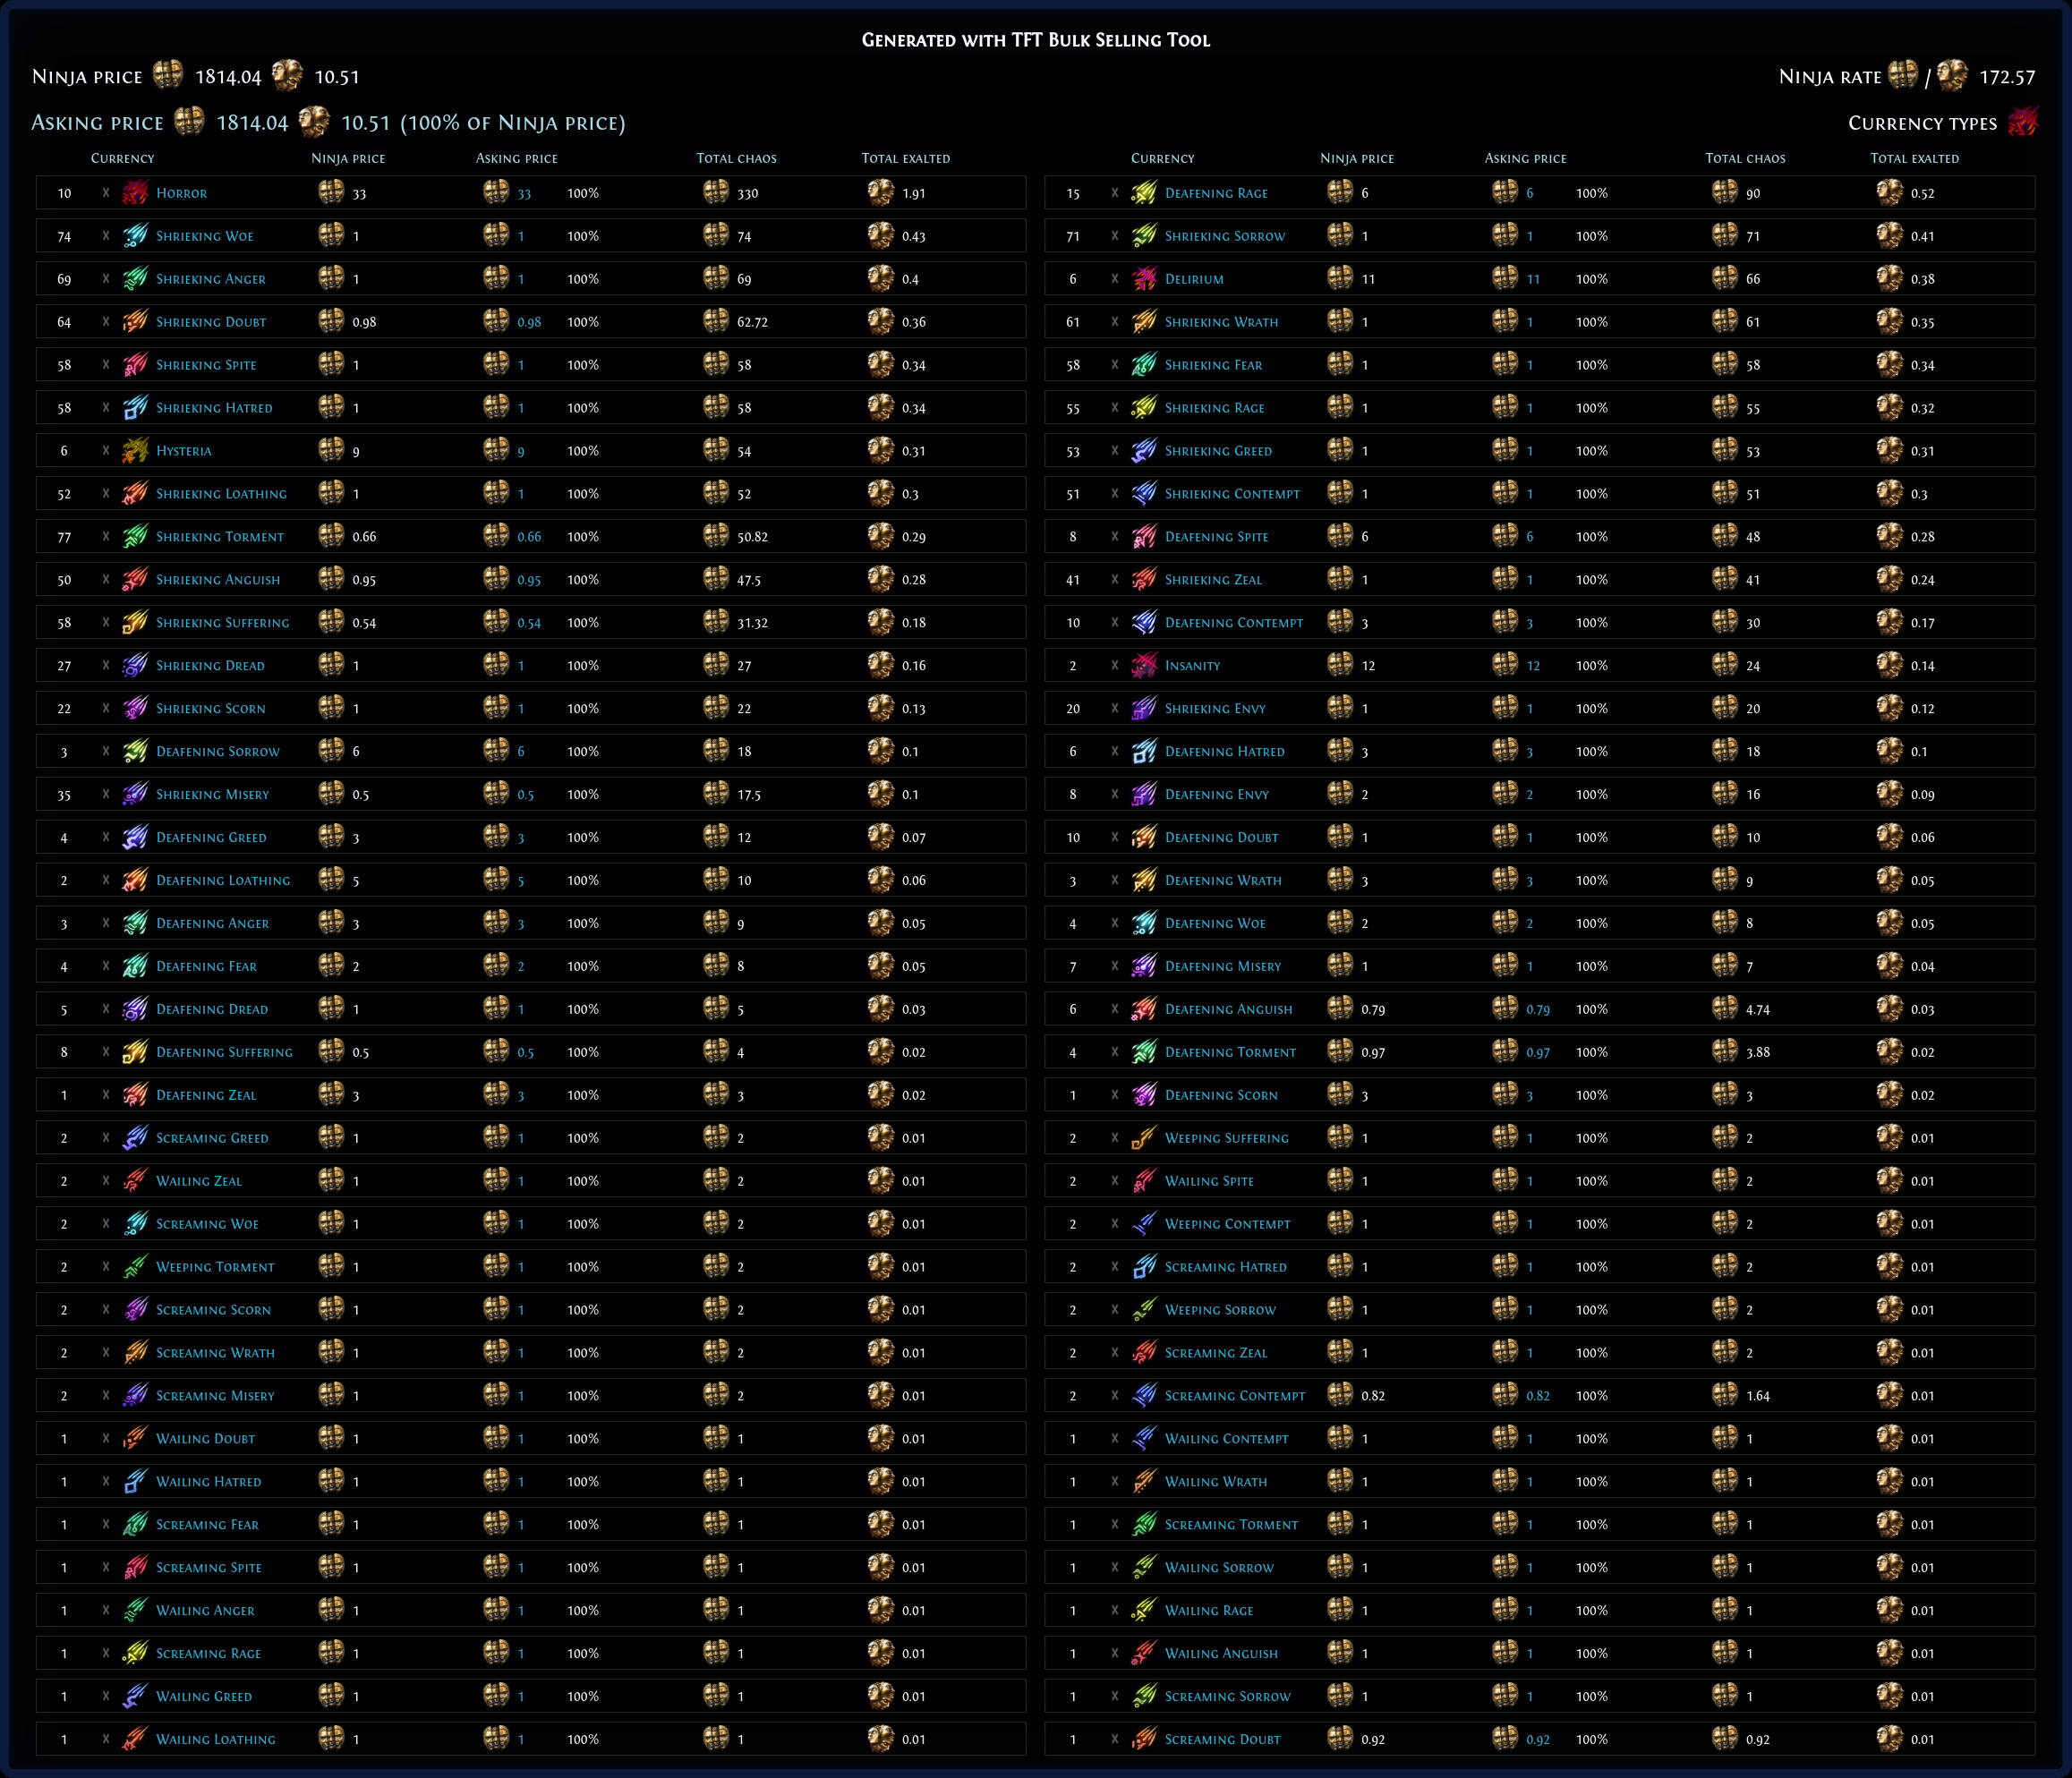 Generated with TFT Bulk Selling Tool
Ninja price 1814.04 10.51 Ninja rate / 172.57
Asking price 1814.04 10.51 (100% of Ninja price) Currency types
Currency Ninja price Asking price Total chaos Total exalted Currency Ninja price Asking price Total chaos Total exalted
10 x Horror 33 33 100% 330 1.91 15 x Deafening Rage 6 6 100% 90 0.52
74 x Shrieking Woe 1 1 100% 74 0.43 71 x Shrieking Sorrow 1 1 100% 71 0.41
69 x Shrieking Anger 1 1 100% 69 0.4 6 x Delirium 11 11 100% 66 0.38
64 x Shrieking Doubt 0.98 0.98 100% 62.72 0.36 61 x Shrieking Wrath 1 1 100% 61 0.35
58 x Shrieking Spite 1 1 100% 58 0.34 58 x Shrieking Fear 1 1 100% 58 0.34
58 x Shrieking Hatred 1 1 100% 58 0.34 55 x Shrieking Rage 1 1 100% 55 0.32
6 x Hysteria 9 9 100% 54 0.31 53 x Shrieking Greed 1 1 100% 53 0.31
52 x Shrieking Loathing 1 1 100% 52 0.3 51 x Shrieking Contempt 1 1 100% 51 0.3
77 x Shrieking Torment 0.66 0.66 100% 50.82 0.29 8 x Deafening Spite 6 6 100% 48 0.28
50 x Shrieking Anguish 0.95 0.95 100% 47.5 0.28 41 x Shrieking Zeal 1 1 100% 41 0.24
58 x Shrieking Suffering 0.54 0.54 100% 31.32 0.18 10 x Deafening Contempt 3 3 100% 30 0.17
27 x Shrieking Dread 1 1 100% 27 0.16 2 x Insanity 12 12 100% 24 0.14
22 x Shrieking Scorn 1 1 100% 22 0.13 20 x Shrieking Envy 1 1 100% 20 0.12
3 x Deafening Sorrow 6 6 100% 18 0.1 6 x Deafening Hatred 3 3 100% 18 0.1
35 x Shrieking Misery 0.5 0.5 100% 17.5 0.1 8 x Deafening Envy 2 2 100% 16 0.09
4 x Deafening Greed 3 3 100% 12 0.07 10 x Deafening Doubt 1 1 100% 10 0.06
2 x Deafening Loathing 5 5 100% 10 0.06 3 x Deafening Wrath 3 3 100% 9 0.05
3 x Deafening Anger 3 3 100% 9 0.05 4 x Deafening Woe 2 2 100% 8 0.05
4 x Deafening Fear 2 2 100% 8 0.05 7 x Deafening Misery 1 1 100% 7 0.04
5 x Deafening Dread 1 1 100% 5 0.03 6 x Deafening Anguish 0.79 0.79 100% 4.74 0.03
8 x Deafening Suffering 0.5 0.5 100% 4 0.02 4 x Deafening Torment 0.97 0.97 100% 3.88 0.02
1 x Deafening Zeal 3 3 100% 3 0.02 1 x Deafening Scorn 3 3 100% 3 0.02
2 x Screaming Greed 1 1 100% 2 0.01 2 x Weeping Suffering 1 1 100% 2 0.01
2 x Wailing Zeal 1 1 100% 2 0.01 2 x Wailing Spite 1 1 100% 2 0.01
2 x Screaming Woe 1 1 100% 2 0.01 2 x Weeping Contempt 1 1 100% 2 0.01
2 x Weeping Torment 1 1 100% 2 0.01 2 x Screaming Hatred 1 1 100% 2 0.01
2 x Screaming Scorn 1 1 100% 2 0.01 2 x Weeping Sorrow 1 1 100% 2 0.01
2 x Screaming Wrath 1 1 100% 2 0.01 2 x Screaming Zeal 1 1 100% 2 0.01
2 x Screaming Misery 1 1 100% 2 0.01 2 x Screaming Contempt 0.82 0.82 100% 1.64 0.01
1 x Wailing Doubt 1 1 100% 1 0.01 1 x Wailing Contempt 1 1 100% 1 0.01
1 x Wailing Hatred 1 1 100% 1 0.01 1 x Wailing Wrath 1 1 100% 1 0.01
1 x Screaming Fear 1 1 100% 1 0.01 1 x Screaming Torment 1 1 100% 1 0.01
1 x Screaming Spite 1 1 100% 1 0.01 1 x Wailing Sorrow 1 1 100% 1 0.01
1 x Wailing Anger 1 1 100% 1 0.01 1 x Wailing Rage 1 1 100% 1 0.01
1 x Screaming Rage 1 1 100% 1 0.01 1 x Wailing Anguish 1 1 100% 1 0.01
1 x Wailing Greed 1 1 100% 1 0.01 1 x Screaming Sorrow 1 1 100% 1 0.01
1 x Wailing Loathing 1 1 100% 1 0.01 1 x Screaming Doubt 0.92 0.92 100% 0.92 0.01